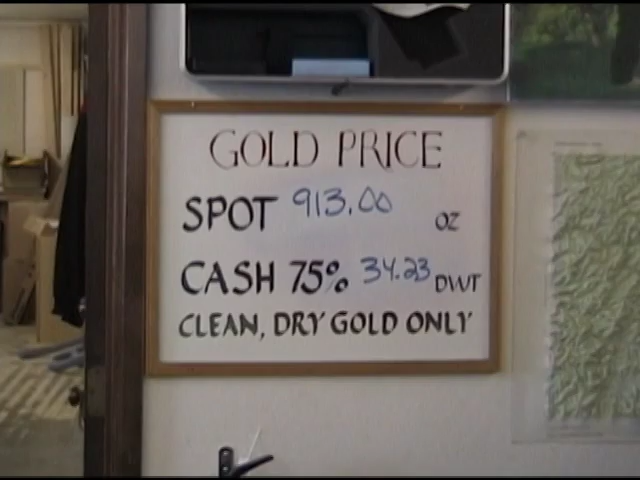 GOLD PRICE
SPOT 913.00 OZ
CASH 75% 34.23 DWT
CLEAN, DRY GOLD ONLY